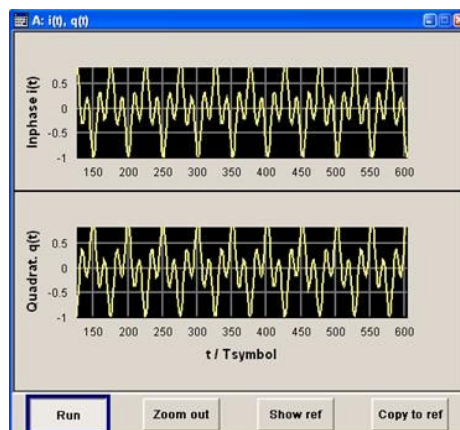 A: i(t), q(t)
Inphase i(t)
0.5
0
-0.5
-1
150 200 250 300 350 400 450 500 550 600
Quadrat. q(t)
0.5
0
-0.5
-1
150 200 250 300 350 400 450 500 550 600
t / Tsymbol
Run Zoom out Show ref Copy to ref